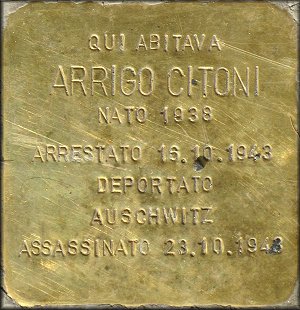 QUI ABITAVA
ARRIGO CITONI
NATO 1938
ARRESTATO 16.10.1943
DEPORTATO
AUSCHWITZ
ASSASSINATO 23.10.1943